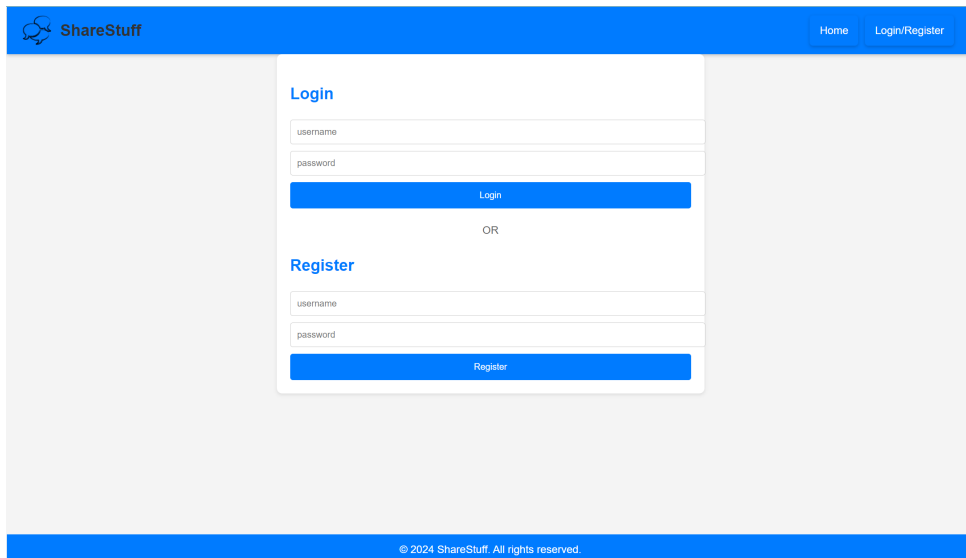 ShareStuff
Home
Login/Register
Login
username
password
Login
OR
Register
username
password
Register
© 2024 ShareStuff. All rights reserved.